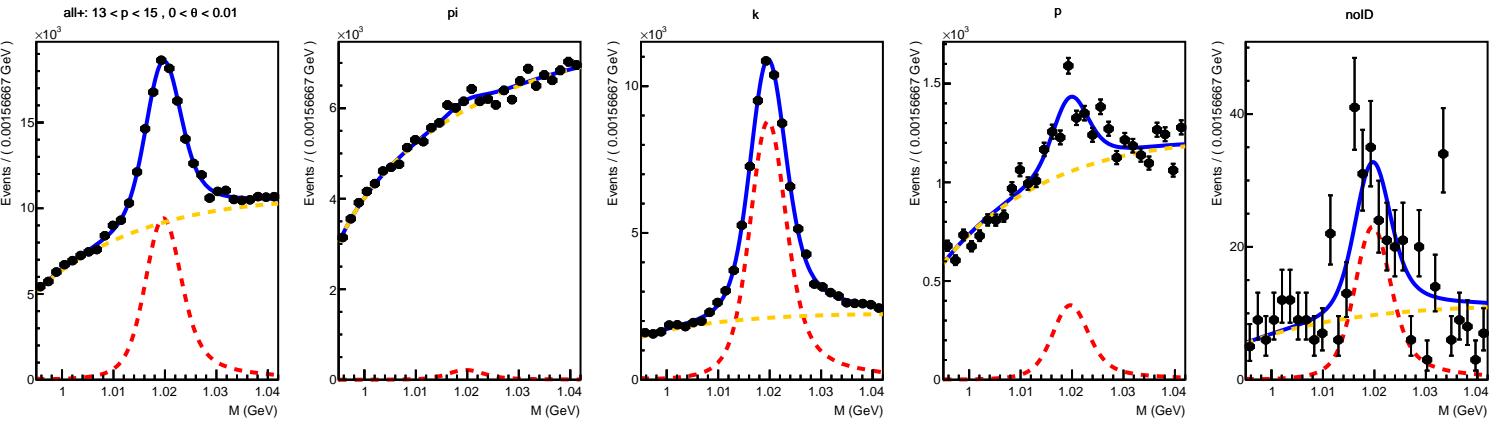 all+: 13 < p < 15 , 0 < θ < 0.01
×10³
Events / ( 0.00156667 GeV )
15
10
5
0
1 1.01 1.02 1.03 1.04
M (GeV)
pi
×10³
Events / ( 0.00156667 GeV )
6
4
2
0
1 1.01 1.02 1.03 1.04
M (GeV)
k
×10³
Events / ( 0.00156667 GeV )
10
5
0
1 1.01 1.02 1.03 1.04
M (GeV)
p
×10³
Events / ( 0.00156667 GeV )
1.5
1
0.5
0
1 1.01 1.02 1.03 1.04
M (GeV)
noID
Events / ( 0.00156667 GeV )
40
20
0
1 1.01 1.02 1.03 1.04
M (GeV)